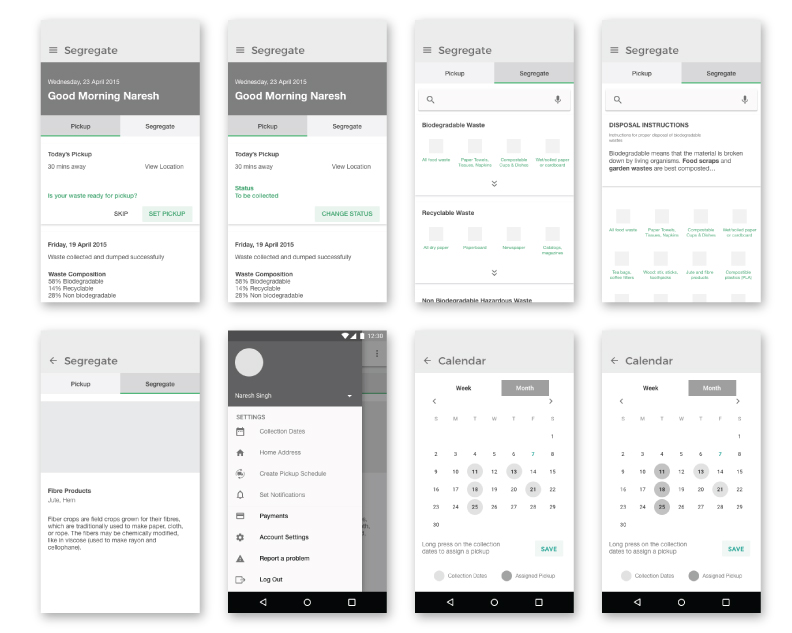 Segregate
Wednesday, 23 April 2015
Good Morning Naresh
Pickup Segregate
Today's Pickup
30 mins away View Location
Is your waste ready for pickup?
SKIP SET PICKUP
Friday, 19 April 2015
Waste collected and dumped successfully
Waste Composition
58% Biodegradable
14% Recyclable
28% Non biodegradable
Segregate
Wednesday, 23 April 2015
Good Morning Naresh
Pickup Segregate
Today's Pickup
30 mins away View Location
Status
To be collected
CHANGE STATUS
Friday, 19 April 2015
Waste collected and dumped successfully
Waste Composition
58% Biodegradable
14% Recyclable
28% Non biodegradable
Segregate
Pickup Segregate
Biodegradable Waste
All food waste Paper Towels, Compostable Wet/soiled paper
Tissues, Napkins Cups & Dishes or cardboard
Recyclable Waste
All dry paper Paperboard Newspaper Catalogs,
magazines
Non Biodegradable Hazardous Waste
Segregate
Pickup Segregate
DISPOSAL INSTRUCTIONS
Instructions for proper disposal of biodegradable
wastes
Biodegradable means that the material is broken
down by living organisms. Food scraps and
garden wastes are best composted...
All food waste Paper Towels, Compostable Wet/soiled paper
Tissues, Napkins Cups & Dishes or cardboard
Tea bags, Wood: stir sticks, Jute and fibre Compostible
coffee filters toothpicks products plastics (PLA)
Segregate
Pickup Segregate
Fibre Products
Jute, Hem
Fiber crops are field crops grown for their fibres,
which are traditionally used to make paper, cloth,
or rope. The fibers may be chemically modified,
like in viscose (used to make rayon and
cellophane).
12:30
Naresh Singh
SETTINGS
Collection Dates
Home Address
Create Pickup Schedule
Set Notifications
Payments
Account Settings
Report a problem
Log Out
Calendar
Week Month
S M T W T F S
1
2 3 4 5 6 7 8
9 10 11 12 13 14 15
16 17 18 19 20 21 22
23 24 25 26 27 28 29
30
Long press on the collection
dates to assign a pickup
SAVE
Collection Dates Assigned Pickup
Calendar
Week Month
S M T W T F S
1
2 3 4 5 6 7 8
9 10 11 12 13 14 15
16 17 18 19 20 21 22
23 24 25 26 27 28 29
30
Long press on the collection
dates to assign a pickup
SAVE
Collection Dates Assigned Pickup